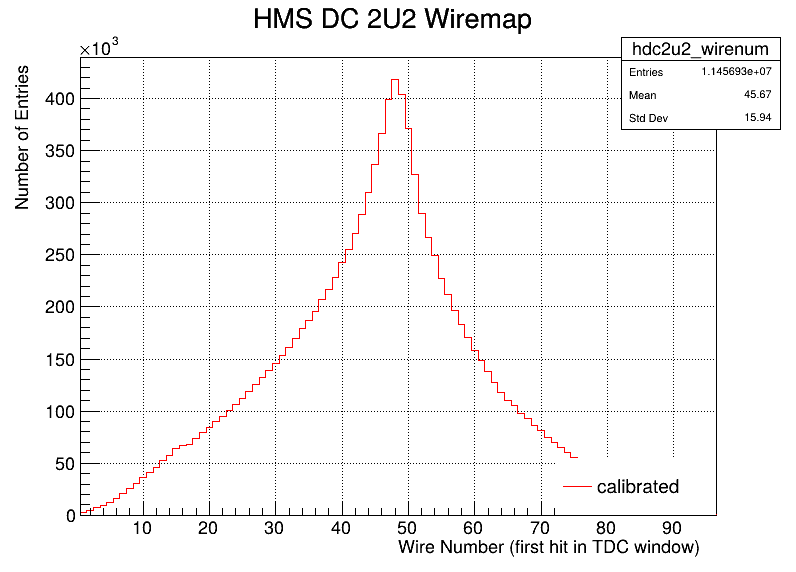 HMS DC 2U2 Wiremap
×10³
hdc2u2_wirenum
Entries 1.145693e+07
Mean 45.67
Std Dev 15.94
Number of Entries
400
350
300
250
200
150
100
50
0
calibrated
10 20 30 40 50 60 70 80 90
Wire Number (first hit in TDC window)